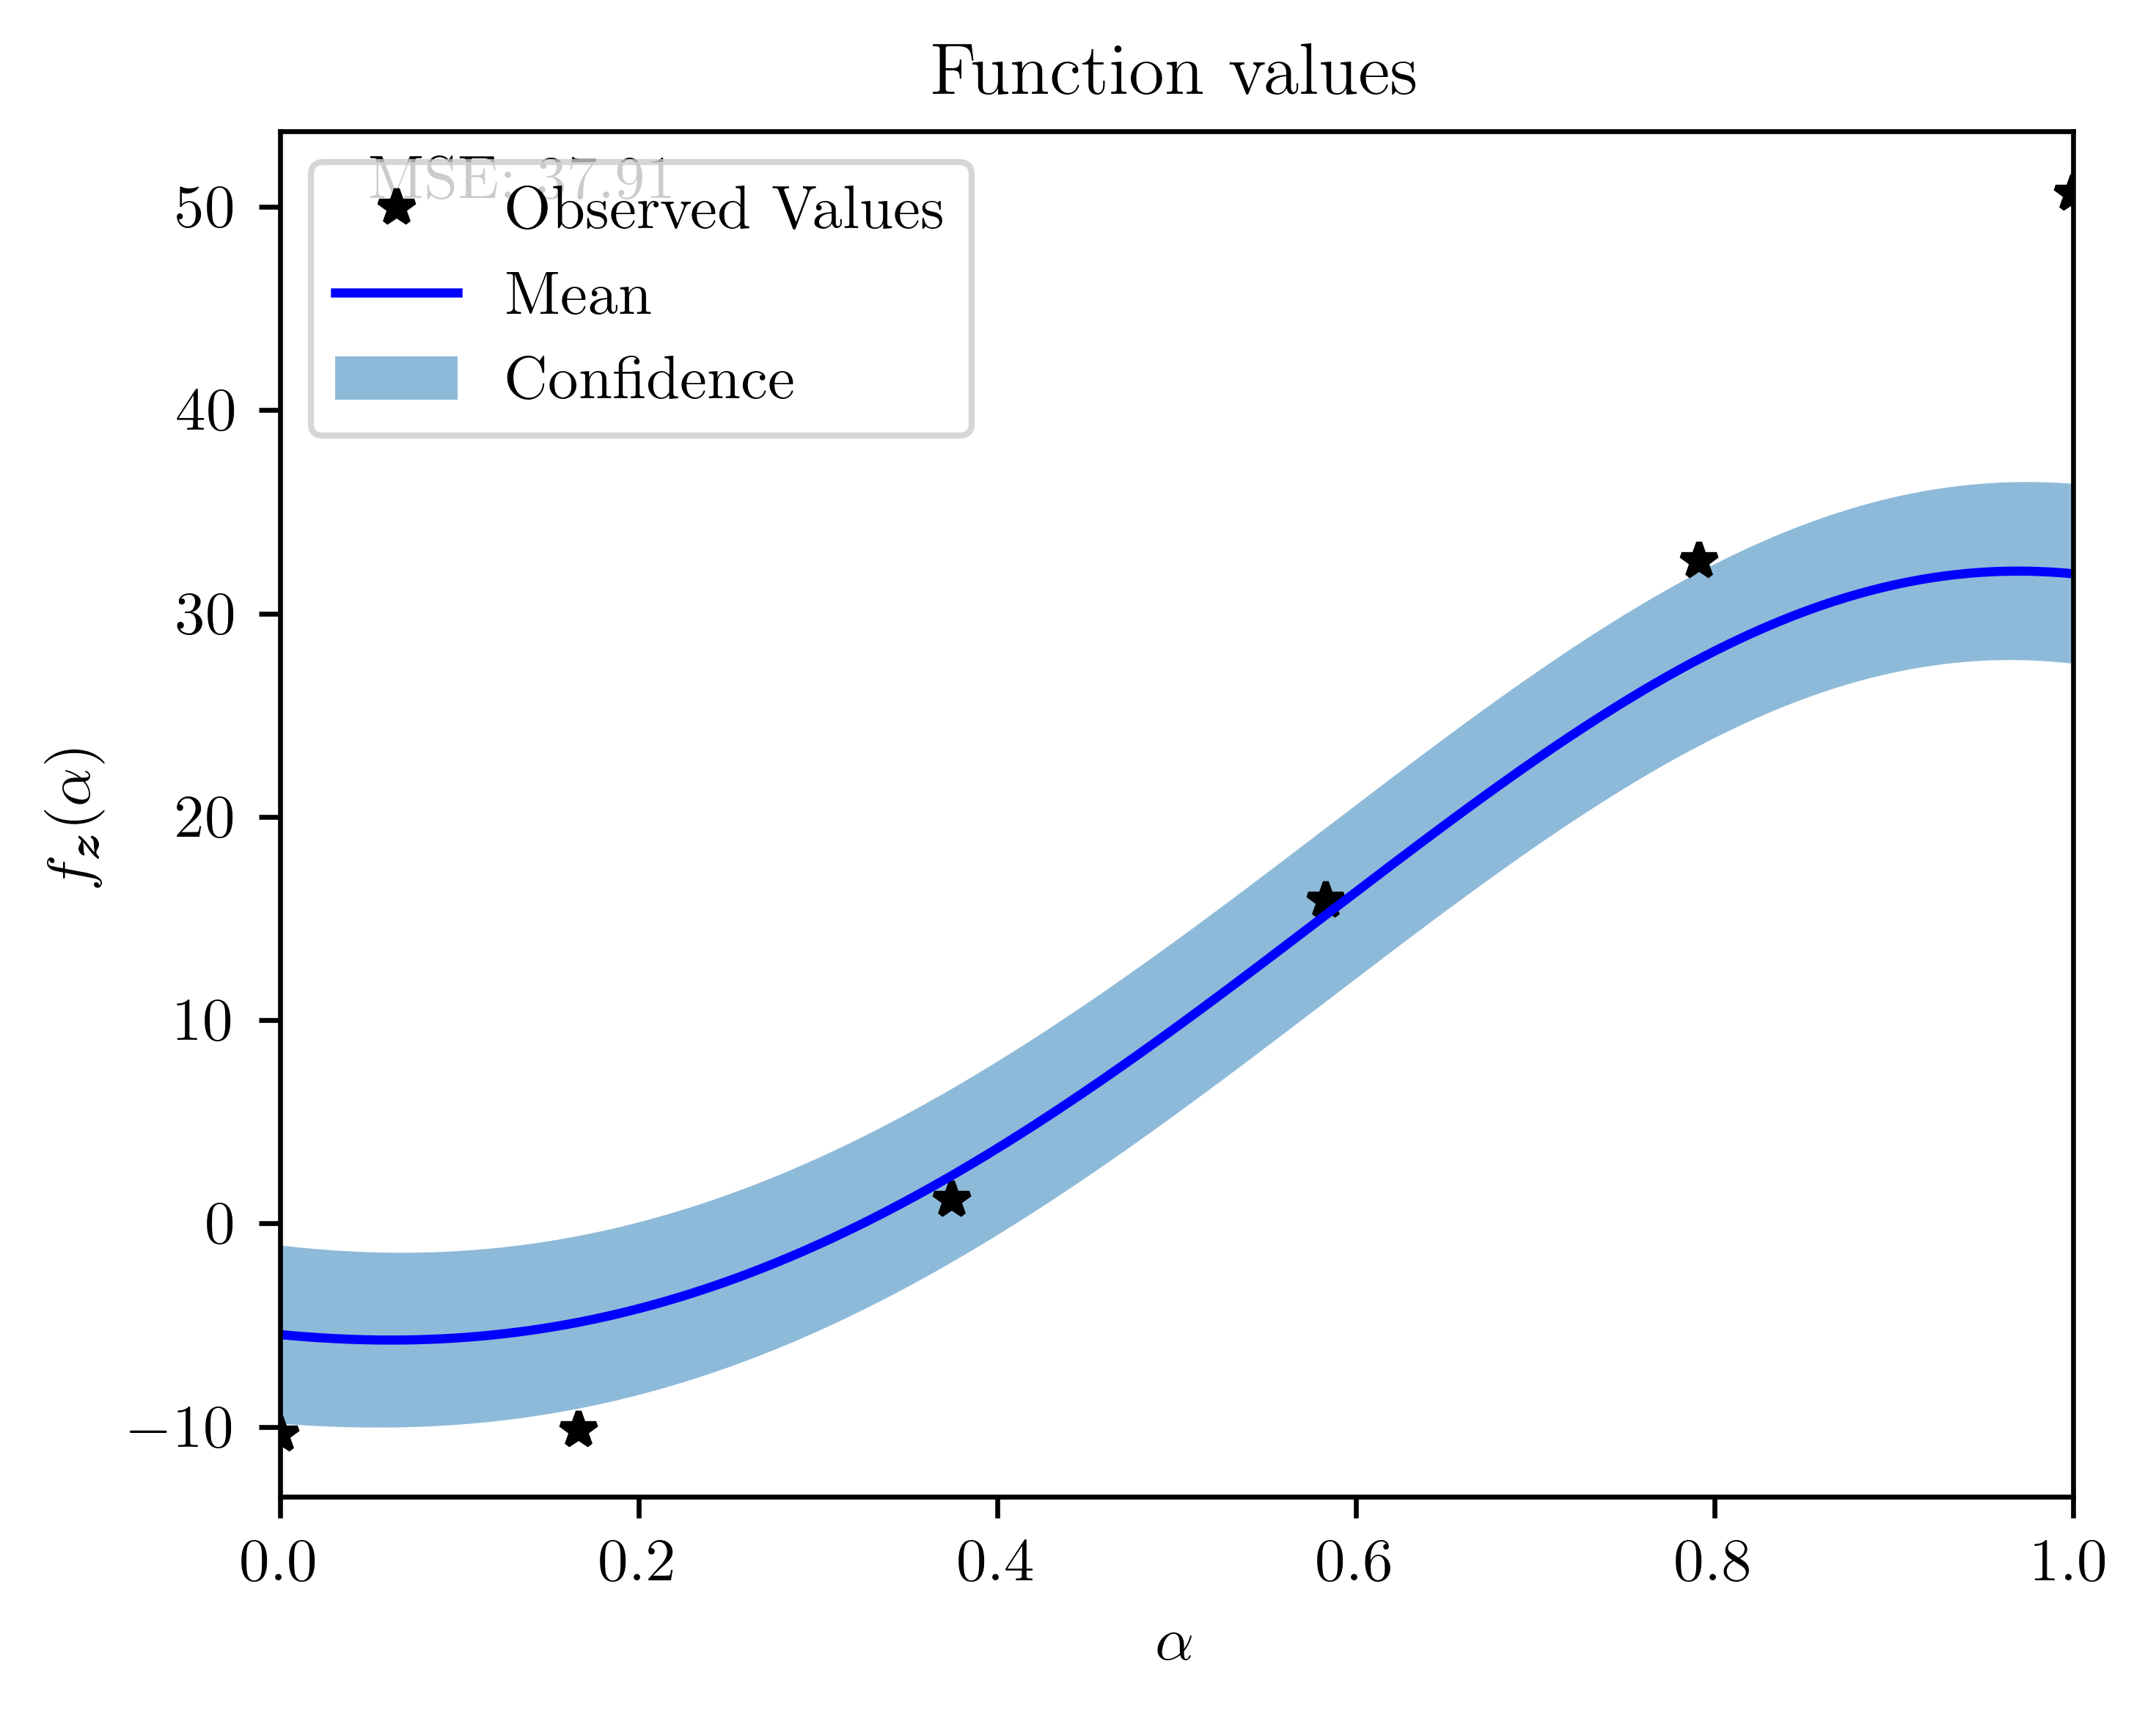 Function values
MSE: 37.91
Observed Values
Mean
Confidence
50
40
30
20
10
0
−10
f_z(α)
0.0 0.2 0.4 0.6 0.8 1.0
α